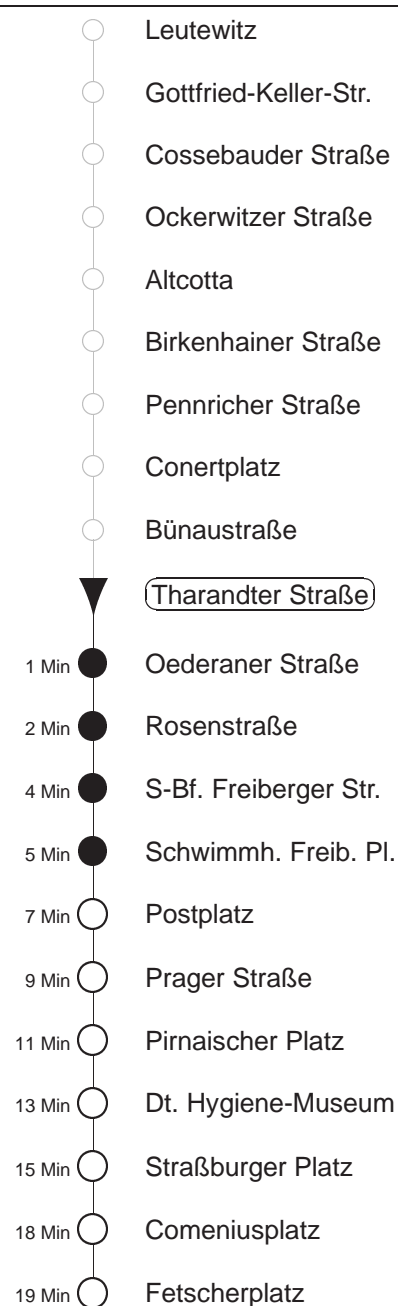 Leutewitz
Gottfried-Keller-Str.
Cossebauder Straße
Ockerwitzer Straße
Altcotta
Birkenhainer Straße
Pennricher Straße
Conertplatz
Bünaustraße
Tharandter Straße
1 Min Oederaner Straße
2 Min Rosenstraße
4 Min S-Bf. Freiberger Str.
5 Min Schwimmh. Freib. Pl.
7 Min Postplatz
9 Min Prager Straße
11 Min Pirnaischer Platz
13 Min Dt. Hygiene-Museum
15 Min Straßburger Platz
18 Min Comeniusplatz
19 Min Fetscherplatz